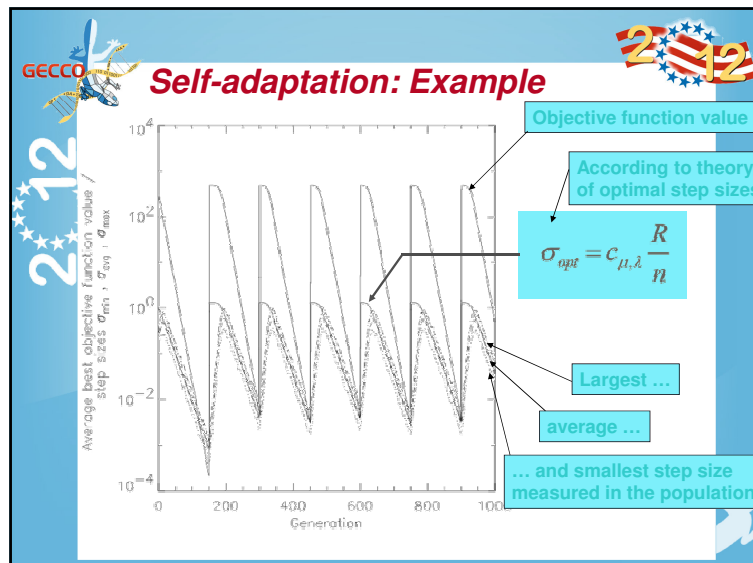 GECCO
2012
2012
Self-adaptation: Example
Objective function value
According to theory
of optimal step sizes
σopt = cμ,λ R/n
Largest …
average …
… and smallest step size
measured in the population
Average best objective function value /
step sizes σmin , σavg , σmax
10^4
10^2
10^0
10^-2
10^-4
0 200 400 600 800 1000
Generation